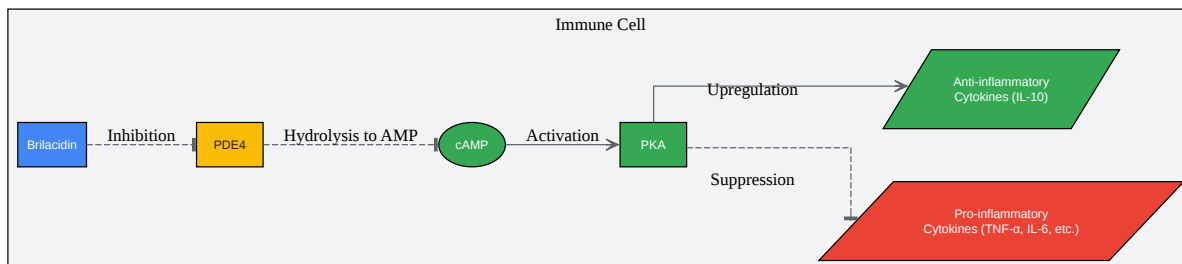 Immune Cell
Brilacidin
Inhibition
PDE4
Hydrolysis to AMP
cAMP
Activation
PKA
Upregulation
Anti-inflammatory
Cytokines (IL-10)
Suppression
Pro-inflammatory
Cytokines (TNF-α, IL-6, etc.)